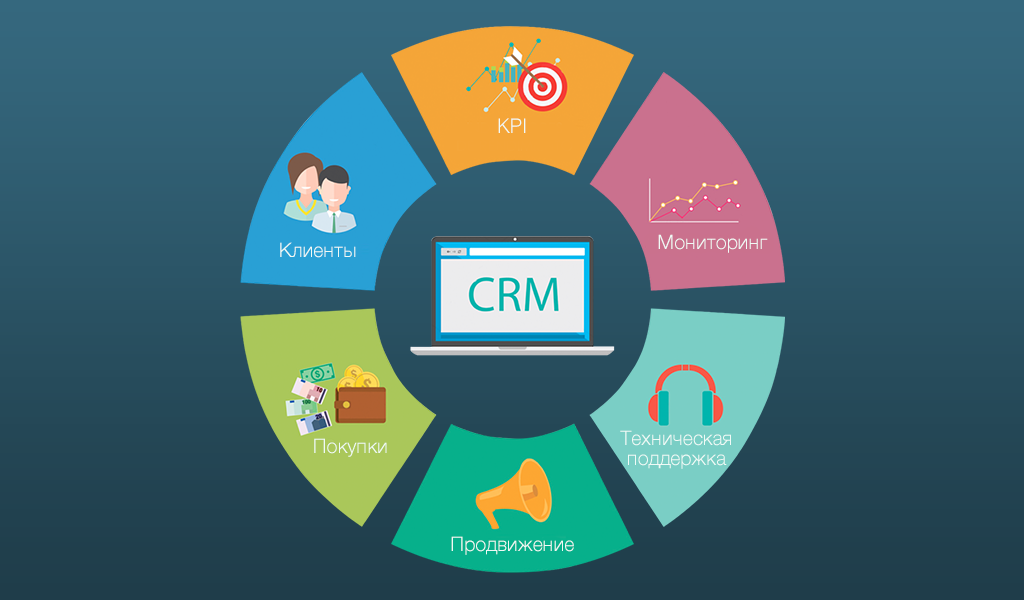 KPI
Мониторинг
Техническая
поддержка
Продвижение
Покупки
Клиенты
CRM